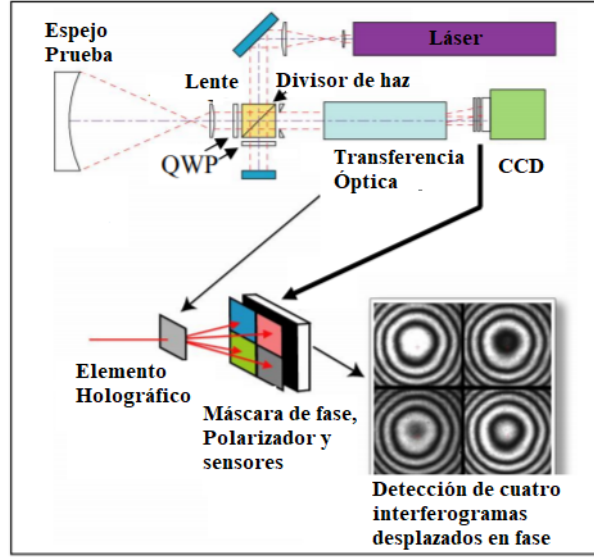 Espejo
Prueba
Láser
Lente
Divisor de haz
QWP
Transferencia
Óptica
CCD
Elemento
Holográfico
Máscara de fase,
Polarizador y
sensores
Detección de cuatro
interferogramas
desplazados en fase